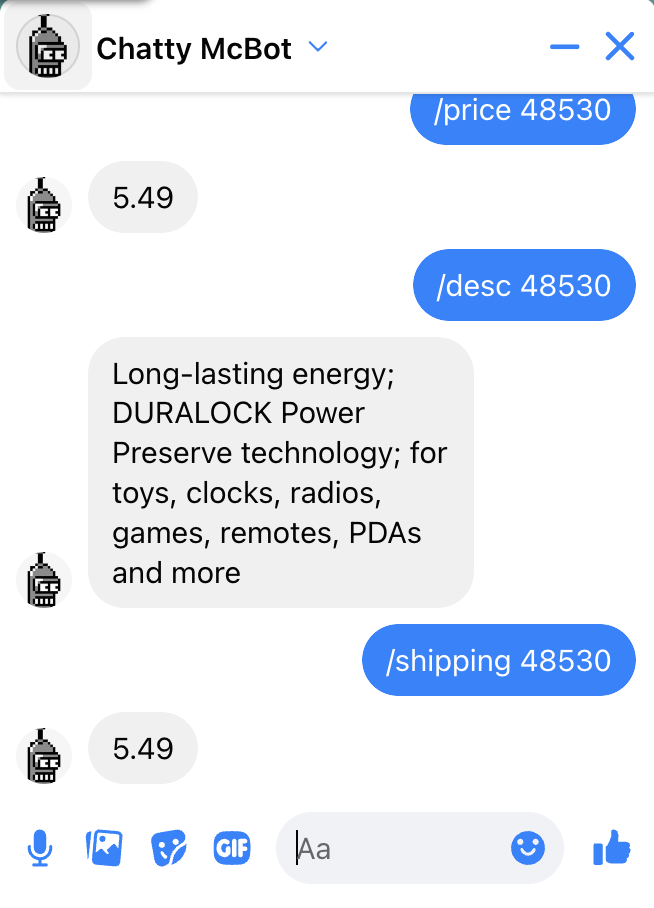 Chatty McBot
/price 48530
5.49
/desc 48530
Long-lasting energy;
DURALOCK Power
Preserve technology; for
toys, clocks, radios,
games, remotes, PDAs
and more
/shipping 48530
5.49
GIF
Aa